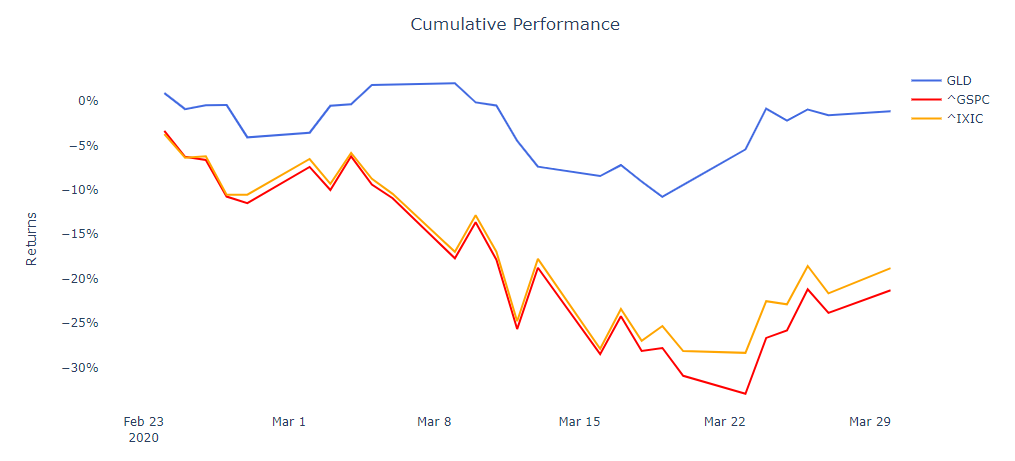 Cumulative Performance
GLD
^GSPC
^IXIC
Returns
0%
−5%
−10%
−15%
−20%
−25%
−30%
Feb 23
2020
Mar 1
Mar 8
Mar 15
Mar 22
Mar 29